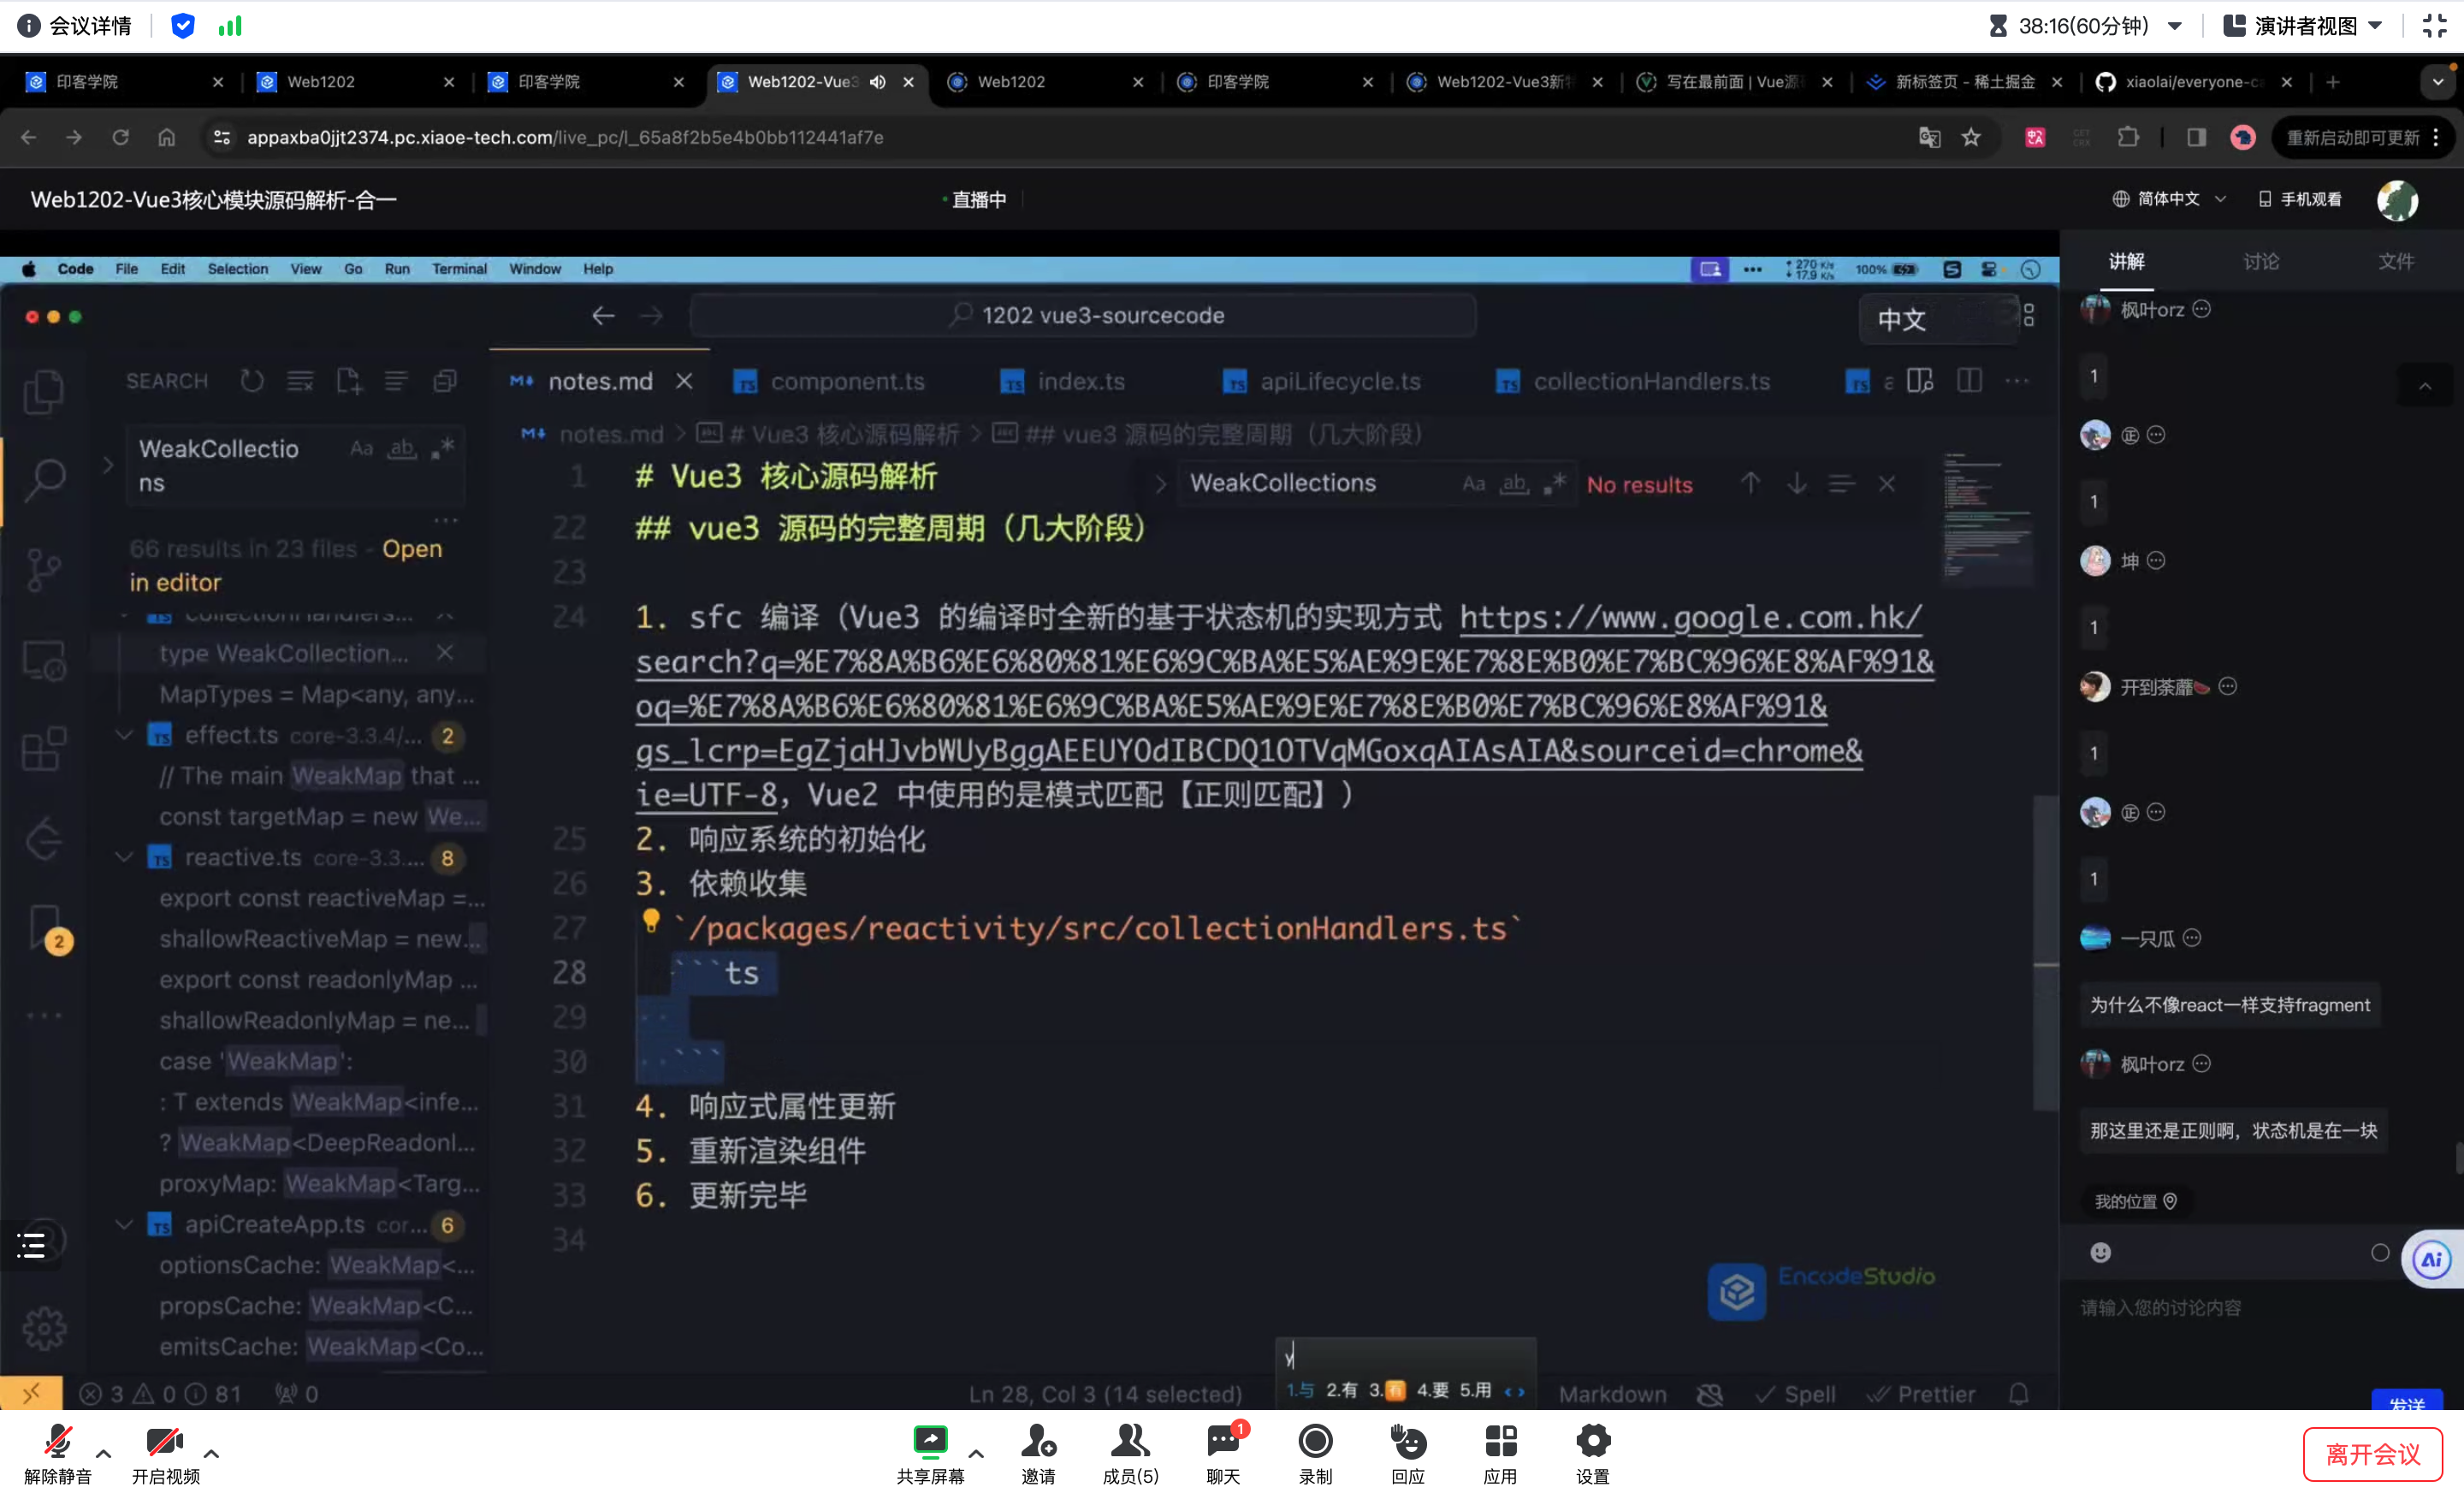 会议详情
38:16(60分钟)
演讲者视图
印客学院
Web1202
印客学院
Web1202-Vue3
Web1202
印客学院
Web1202-Vue3新
写在最前面 | Vue源
新标签页 - 稀土掘金
xiaolai/everyone-c
appaxba0jjt2374.pc.xiaoe-tech.com/live_pc/l_65a8f2b5e4b0bb112441af7e
重新启动即可更新
Web1202-Vue3核心模块源码解析-合一
直播中
简体中文
手机观看
Code File Edit Selection View Go Run Terminal Window Help
270 K/s
17.9 K/s
100%
讲解
讨论
文件
1202 vue3-sourcecode
中文
SEARCH
notes.md
component.ts
index.ts
apiLifecycle.ts
collectionHandlers.ts
notes.md > # Vue3 核心源码解析 > ## vue3 源码的完整周期（几大阶段）
WeakCollectio
ns
Aa ab .*
66 results in 23 files - Open
in editor
collectionHandlers...
type WeakCollection...
MapTypes = Map<any, any...
effect.ts core-3.3.4/... 2
// The main WeakMap that ...
const targetMap = new We...
reactive.ts core-3.3.... 8
export const reactiveMap =...
shallowReactiveMap = new...
export const readonlyMap ...
shallowReadonlyMap = ne...
case 'WeakMap':
: T extends WeakMap<infe...
? WeakMap<DeepReadonl...
proxyMap: WeakMap<Targ...
apiCreateApp.ts cor... 6
optionsCache: WeakMap<...
propsCache: WeakMap<C...
emitsCache: WeakMap<Co...
2
WeakCollections
Aa ab .*
No results
1 # Vue3 核心源码解析
22 ## vue3 源码的完整周期（几大阶段）
23
24 1. sfc 编译（Vue3 的编译时全新的基于状态机的实现方式 https://www.google.com.hk/
search?q=%E7%8A%B6%E6%80%81%E6%9C%BA%E5%AE%9E%E7%8E%B0%E7%BC%96%E8%AF%91&
oq=%E7%8A%B6%E6%80%81%E6%9C%BA%E5%AE%9E%E7%8E%B0%E7%BC%96%E8%AF%91&
gs_lcrp=EgZjaHJvbWUyBggAEEUYOdIBCDQ1OTVqMGoxqAIAsAIA&sourceid=chrome&
ie=UTF-8，Vue2 中使用的是模式匹配【正则匹配】）
25 2. 响应系统的初始化
26 3. 依赖收集
27 `/packages/reactivity/src/collectionHandlers.ts`
28 ```ts
29
30 ```
31 4. 响应式属性更新
32 5. 重新渲染组件
33 6. 更新完毕
34
EncodeStudio
y
1.与 2.有 3.🈶 4.要 5.用
3 0 81 0
Ln 28, Col 3 (14 selected)
Markdown
Spell
Prettier
枫叶orz
1
㊣
1
坤
1
开到荼蘼🍉
1
㊣
1
一只瓜
为什么不像react一样支持fragment
枫叶orz
那这里还是正则啊，状态机是在一块
我的位置
Ai
请输入您的讨论内容
发送
解除静音
开启视频
共享屏幕
邀请
成员(5)
聊天
1
录制
回应
应用
设置
离开会议